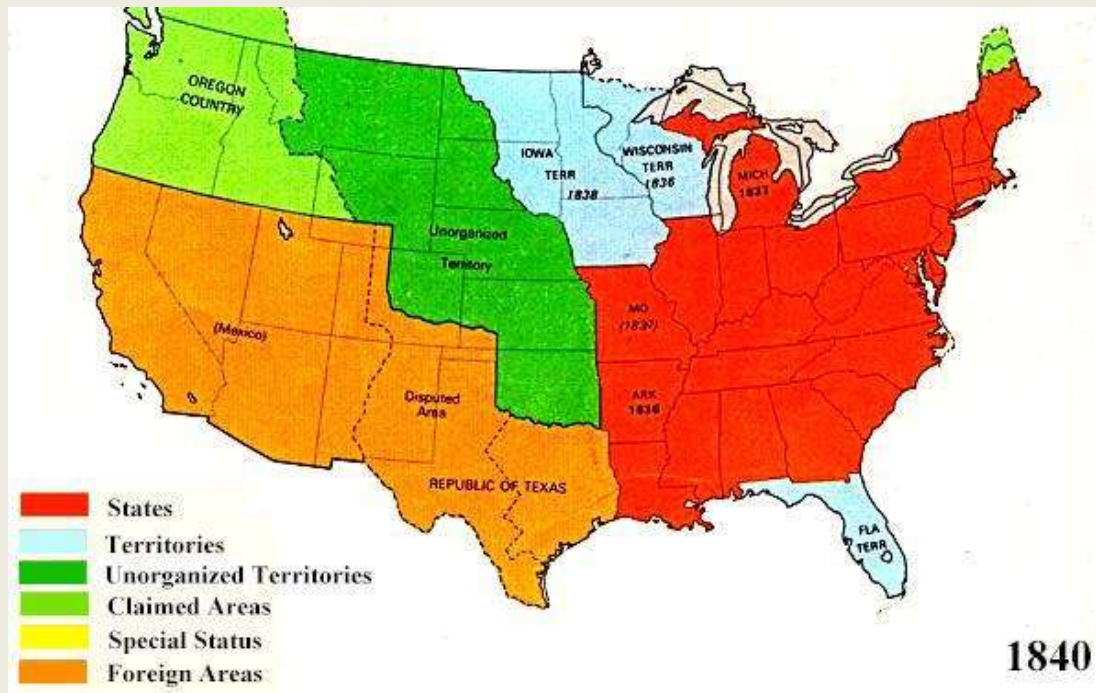 OREGON
COUNTRY
IOWA
TERR
1838
WISCONSIN
TERR
1836
MICH
1837
Unorganized
Territory
(Mexico)
MO
(1837)
Disputed
Area
ARK
1836
REPUBLIC OF TEXAS
FLA
TERR
States
Territories
Unorganized Territories
Claimed Areas
Special Status
Foreign Areas
1840